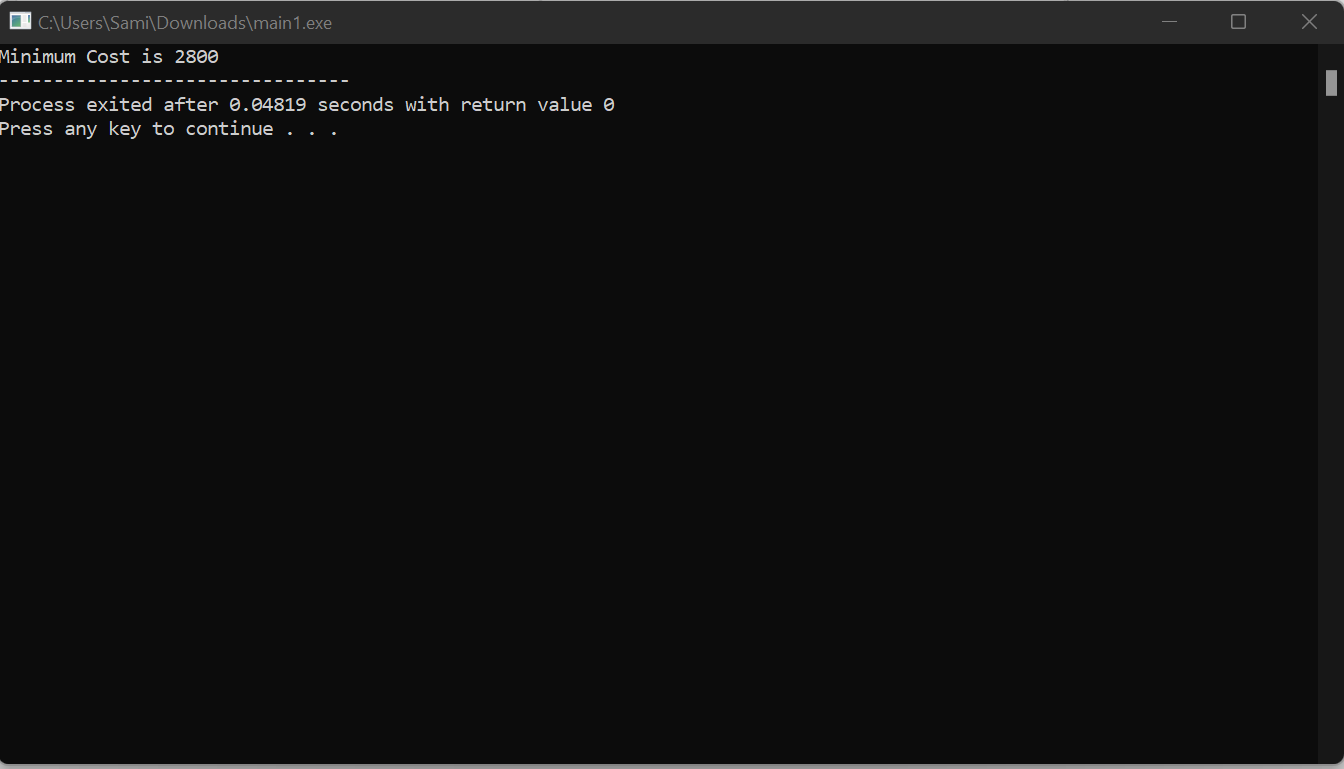 C:\Users\Sami\Downloads\main1.exe
Minimum Cost is 2800
--------------------------------
Process exited after 0.04819 seconds with return value 0
Press any key to continue . . .